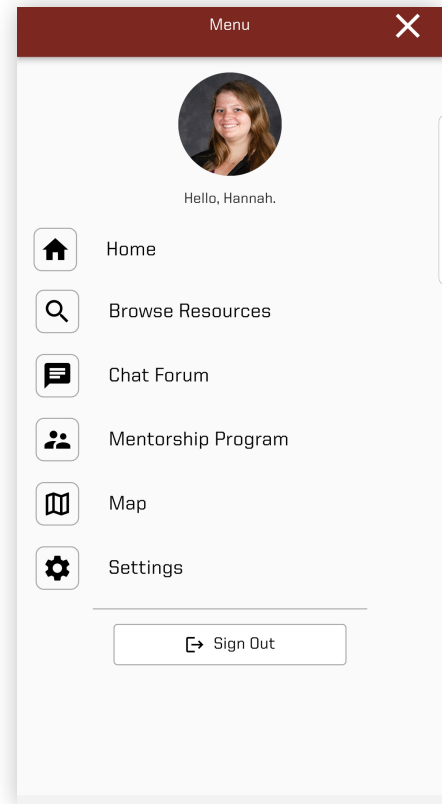 Menu
Hello, Hannah.
Home
Browse Resources
Chat Forum
Mentorship Program
Map
Settings
Sign Out